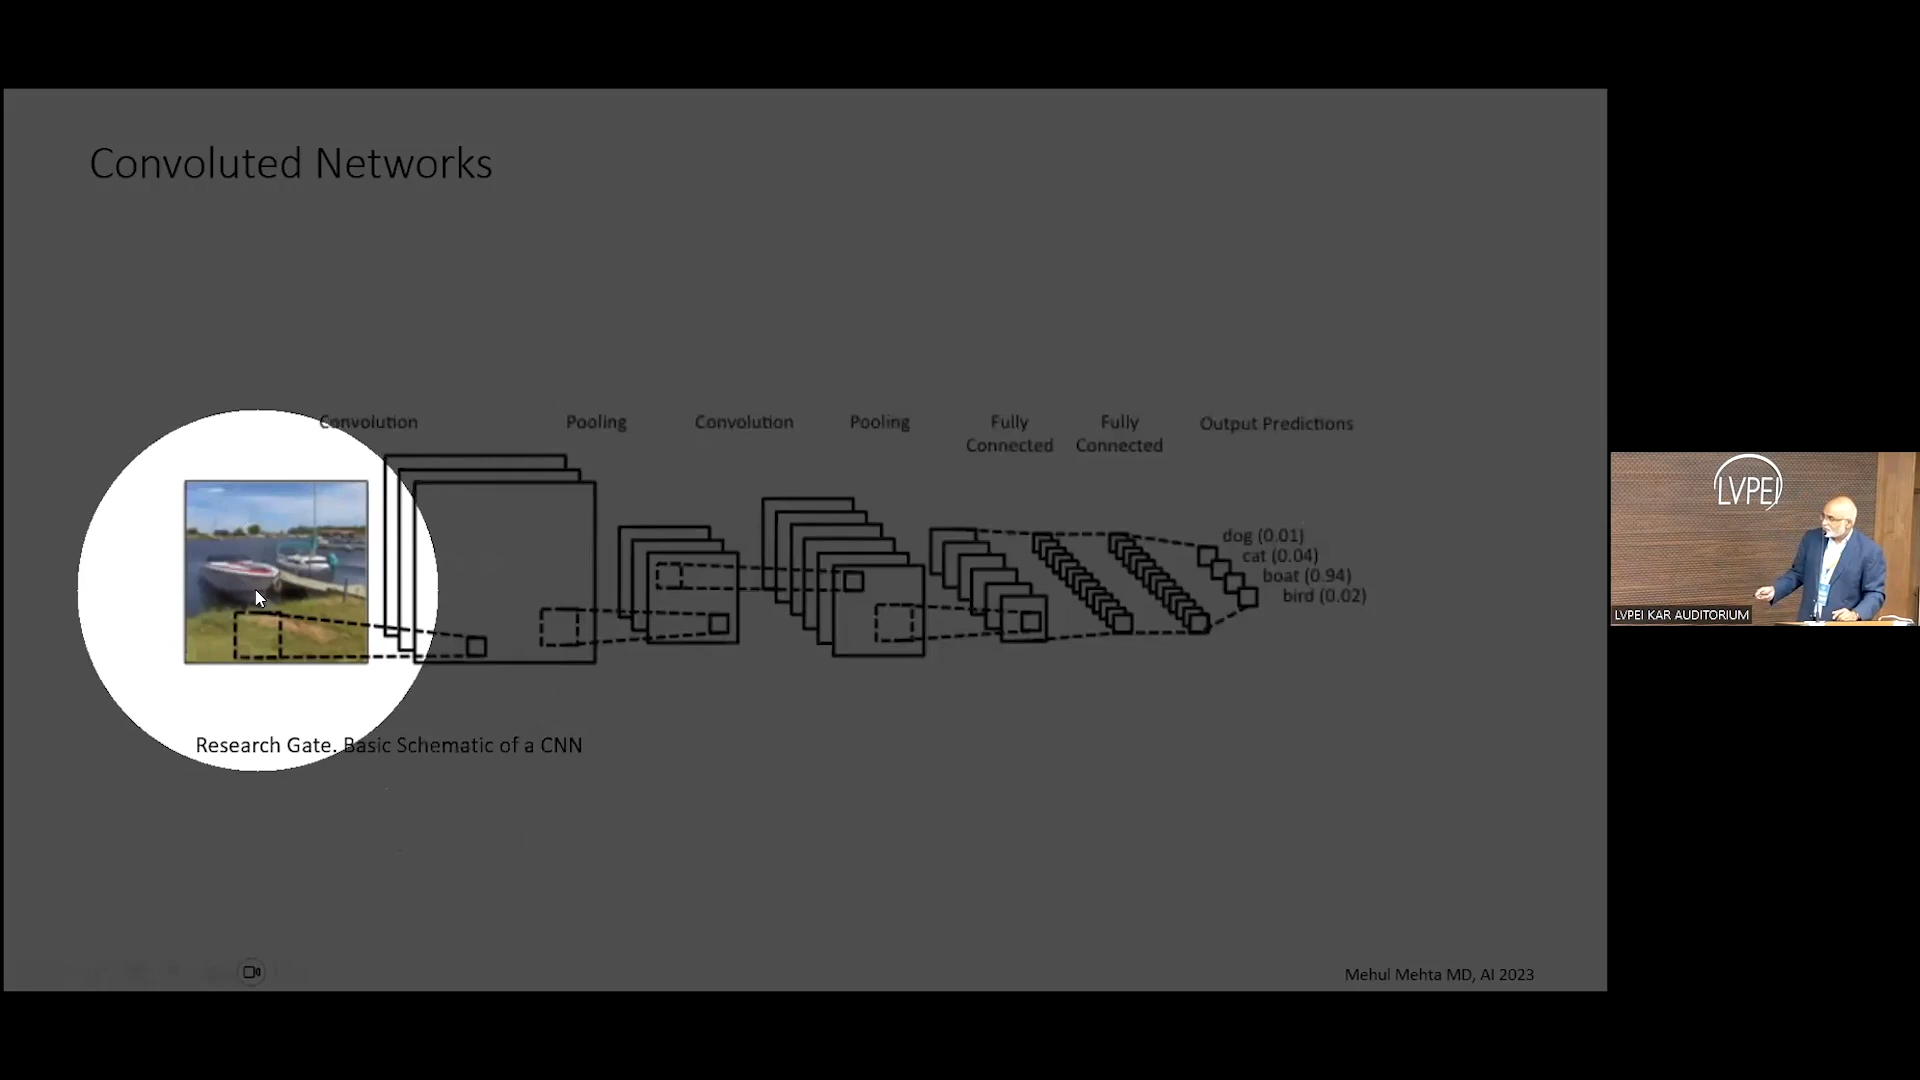 Convoluted Networks
Convolution
Pooling
Convolution
Pooling
Fully
Connected
Fully
Connected
Output Predictions
dog (0.01)
cat (0.04)
boat (0.94)
bird (0.02)
Research Gate. Basic Schematic of a CNN
Mehul Mehta MD, AI 2023
LVPEI
LVPEI KAR AUDITORIUM